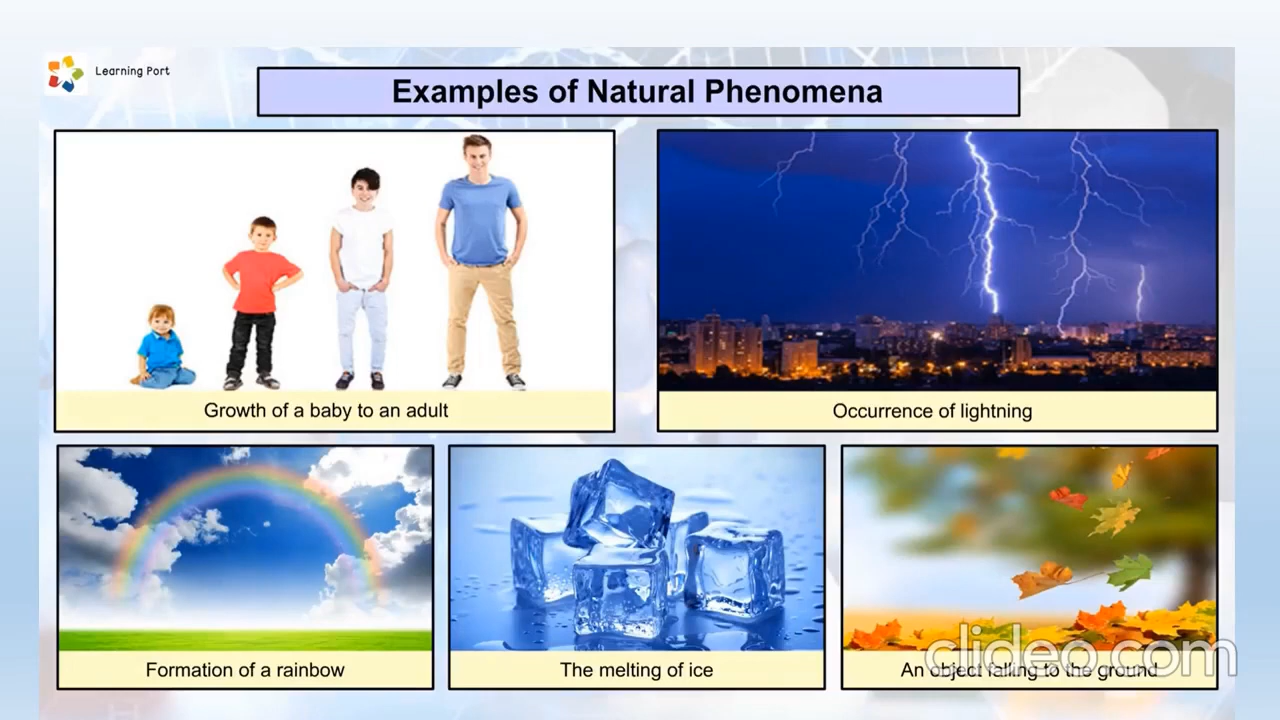 Learning Port
Examples of Natural Phenomena
Growth of a baby to an adult
Occurrence of lightning
Formation of a rainbow
The melting of ice
An object falling to the ground
clideo.com